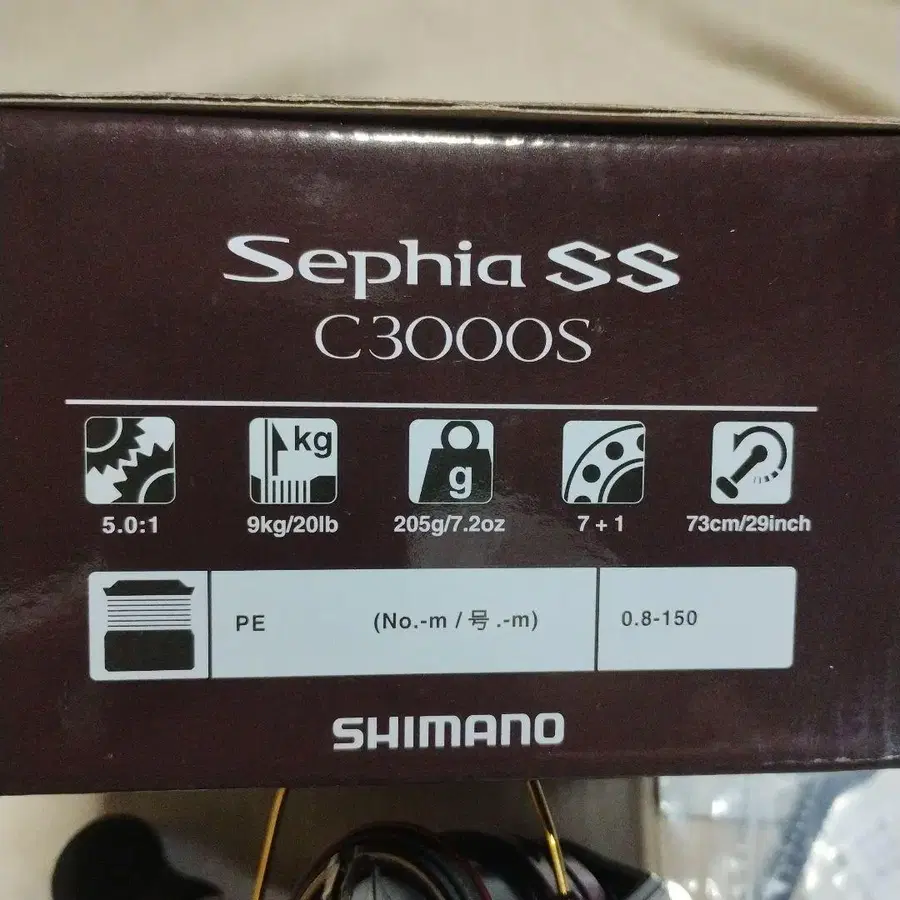 Sephia SS
C3000S
kg
g
5.0:1 9kg/20lb 205g/7.2oz 7 + 1 73cm/29inch
PE (No.-m / 号.-m) 0.8-150
SHIMANO